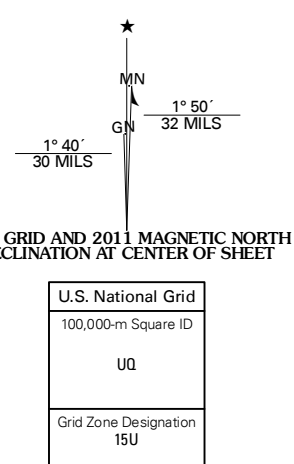 MN
1° 50´
GN
32 MILS
1° 40´
30 MILS
GRID AND 2011 MAGNETIC NORTH
CLINATION AT CENTER OF SHEET
U.S. National Grid
100,000-m Square ID
UQ
Grid Zone Designation
15U